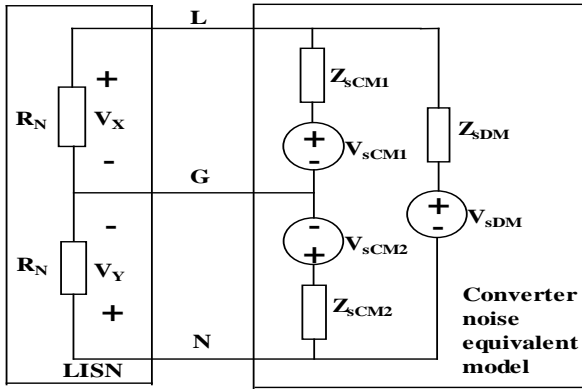 L
Z_sCM1
+
R_N
V_X
Z_sDM
+
-
V_sCM1
-
G
+
-
V_sDM
-
-
V_sCM2
+
R_N
V_Y
Z_sCM2
+
Converter
noise
equivalent
model
N
LISN